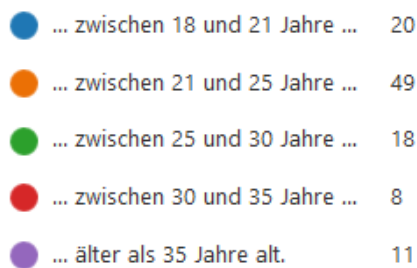 ... zwischen 18 und 21 Jahre ... 20
... zwischen 21 und 25 Jahre ... 49
... zwischen 25 und 30 Jahre ... 18
... zwischen 30 und 35 Jahre ... 8
... älter als 35 Jahre alt. 11